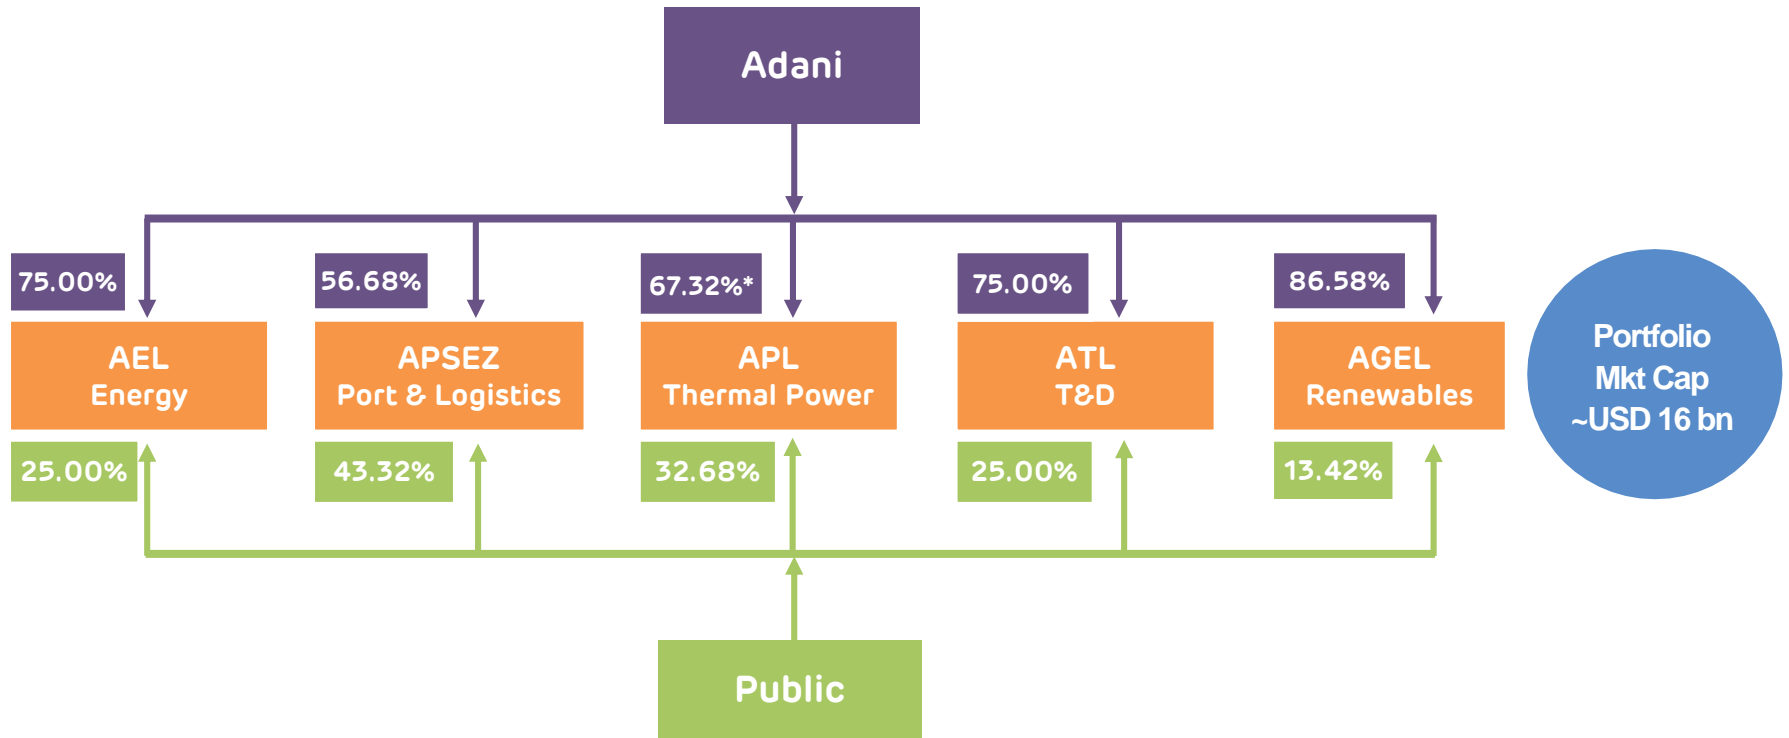 Adani
75.00%
56.68%
67.32%*
75.00%
86.58%
AEL
Energy
APSEZ
Port & Logistics
APL
Thermal Power
ATL
T&D
AGEL
Renewables
Portfolio
Mkt Cap
~USD 16 bn
25.00%
43.32%
32.68%
25.00%
13.42%
Public